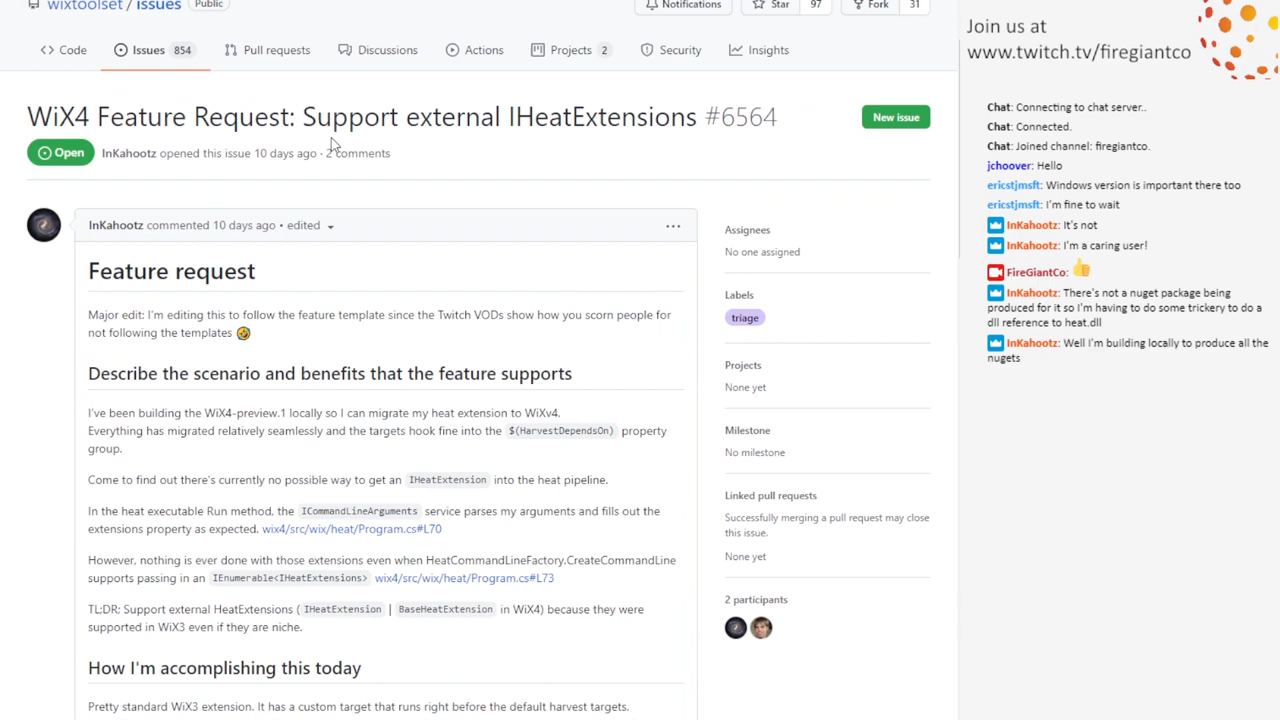 wixtoolset / issues Public
Notifications Star 97 Fork 31
Code Issues 854 Pull requests Discussions Actions Projects 2 Security Insights
WiX4 Feature Request: Support external IHeatExtensions #6564
New issue
Open InKahootz opened this issue 10 days ago · 2 comments
InKahootz commented 10 days ago • edited
Feature request
Major edit: I'm editing this to follow the feature template since the Twitch VODs show how you scorn people for
not following the templates 🤣
Describe the scenario and benefits that the feature supports
I've been building the WiX4-preview.1 locally so I can migrate my heat extension to WiXv4.
Everything has migrated relatively seamlessly and the targets hook fine into the $(HarvestDependsOn) property
group.
Come to find out there's currently no possible way to get an IHeatExtension into the heat pipeline.
In the heat executable Run method, the ICommandLineArguments service parses my arguments and fills out the
extensions property as expected. wix4/src/wix/heat/Program.cs#L70
However, nothing is ever done with those extensions even when HeatCommandLineFactory.CreateCommandLine
supports passing in an IEnumerable<IHeatExtensions> wix4/src/wix/heat/Program.cs#L73
TL;DR; Support external HeatExtensions ( IHeatExtension | BaseHeatExtension in WiX4) because they were
supported in WiX3 even if they are niche.
How I'm accomplishing this today
Pretty standard WiX3 extension. It has a custom target that runs right before the default harvest targets.
Assignees
No one assigned
Labels
triage
Projects
None yet
Milestone
No milestone
Linked pull requests
Successfully merging a pull request may close
this issue.
None yet
2 participants
Join us at
www.twitch.tv/firegiantco
Chat: Connecting to chat server..
Chat: Connected.
Chat: Joined channel: firegiantco.
jchoover: Hello
ericstjmsft: Windows version is important there too
ericstjmsft: I'm fine to wait
InKahootz: It's not
InKahootz: I'm a caring user!
FireGiantCo: 👍
InKahootz: There's not a nuget package being
produced for it so I'm having to do some trickery to do a
dll reference to heat.dll
InKahootz: Well I'm building locally to produce all the
nugets